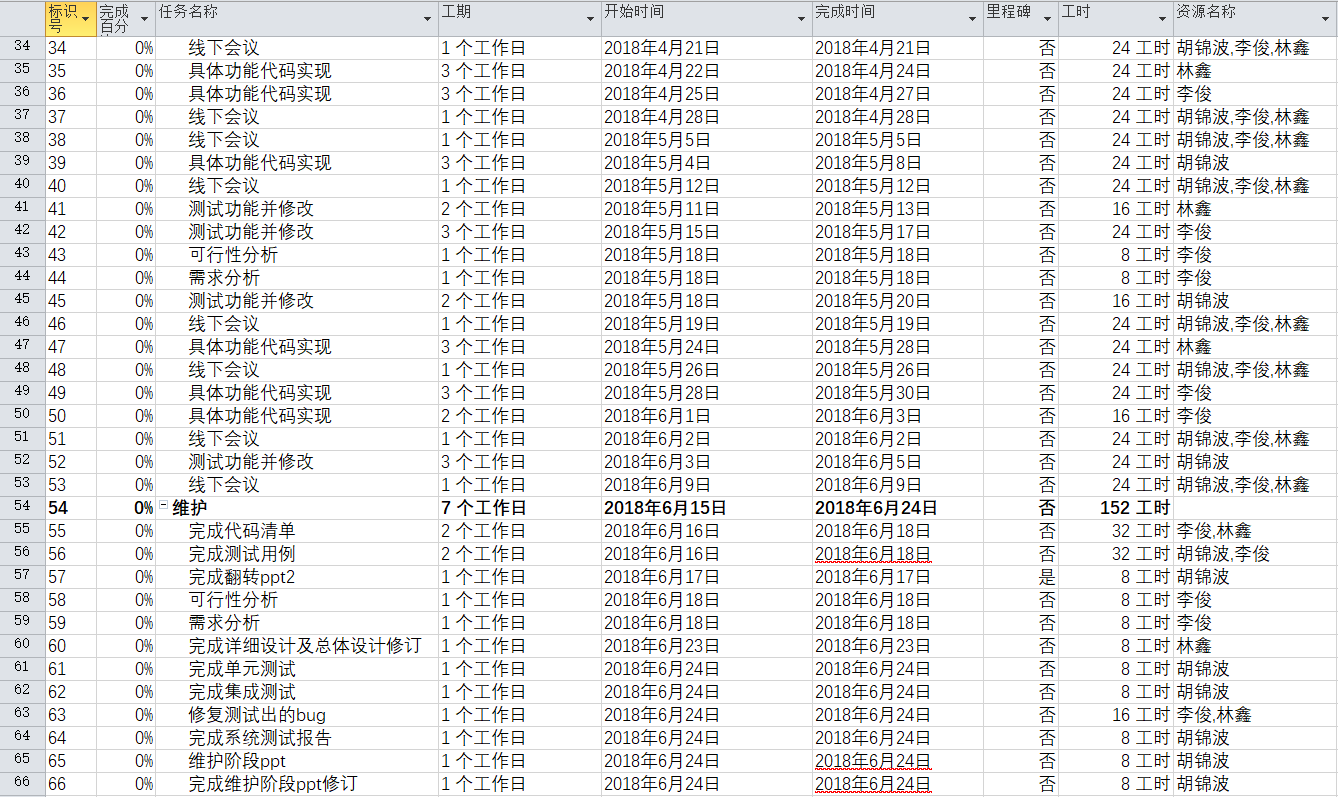 标识号 完成百分 任务名称 工期 开始时间 完成时间 里程碑 工时 资源名称
34 34 0% 线下会议 1 个工作日 2018年4月21日 2018年4月21日 否 24 工时 胡锦波,李俊,林鑫
35 35 0% 具体功能代码实现 3 个工作日 2018年4月22日 2018年4月24日 否 24 工时 林鑫
36 36 0% 具体功能代码实现 3 个工作日 2018年4月25日 2018年4月27日 否 24 工时 李俊
37 37 0% 线下会议 1 个工作日 2018年4月28日 2018年4月28日 否 24 工时 胡锦波,李俊,林鑫
38 38 0% 线下会议 1 个工作日 2018年5月5日 2018年5月5日 否 24 工时 胡锦波,李俊,林鑫
39 39 0% 具体功能代码实现 3 个工作日 2018年5月4日 2018年5月8日 否 24 工时 胡锦波
40 40 0% 线下会议 1 个工作日 2018年5月12日 2018年5月12日 否 24 工时 胡锦波,李俊,林鑫
41 41 0% 测试功能并修改 2 个工作日 2018年5月11日 2018年5月13日 否 16 工时 林鑫
42 42 0% 测试功能并修改 3 个工作日 2018年5月15日 2018年5月17日 否 24 工时 李俊
43 43 0% 可行性分析 1 个工作日 2018年5月18日 2018年5月18日 否 8 工时 李俊
44 44 0% 需求分析 1 个工作日 2018年5月18日 2018年5月18日 否 8 工时 李俊
45 45 0% 测试功能并修改 2 个工作日 2018年5月18日 2018年5月20日 否 16 工时 胡锦波
46 46 0% 线下会议 1 个工作日 2018年5月19日 2018年5月19日 否 24 工时 胡锦波,李俊,林鑫
47 47 0% 具体功能代码实现 3 个工作日 2018年5月24日 2018年5月28日 否 24 工时 林鑫
48 48 0% 线下会议 1 个工作日 2018年5月26日 2018年5月26日 否 24 工时 胡锦波,李俊,林鑫
49 49 0% 具体功能代码实现 3 个工作日 2018年5月28日 2018年5月30日 否 24 工时 李俊
50 50 0% 具体功能代码实现 2 个工作日 2018年6月1日 2018年6月3日 否 16 工时 李俊
51 51 0% 线下会议 1 个工作日 2018年6月2日 2018年6月2日 否 24 工时 胡锦波,李俊,林鑫
52 52 0% 测试功能并修改 3 个工作日 2018年6月3日 2018年6月5日 否 24 工时 胡锦波
53 53 0% 线下会议 1 个工作日 2018年6月9日 2018年6月9日 否 24 工时 胡锦波,李俊,林鑫
54 54 0% 维护 7 个工作日 2018年6月15日 2018年6月24日 否 152 工时
55 55 0% 完成代码清单 2 个工作日 2018年6月16日 2018年6月18日 否 32 工时 李俊,林鑫
56 56 0% 完成测试用例 2 个工作日 2018年6月16日 2018年6月18日 否 32 工时 胡锦波,李俊
57 57 0% 完成翻转ppt2 1 个工作日 2018年6月17日 2018年6月17日 是 8 工时 胡锦波
58 58 0% 可行性分析 1 个工作日 2018年6月18日 2018年6月18日 否 8 工时 李俊
59 59 0% 需求分析 1 个工作日 2018年6月18日 2018年6月18日 否 8 工时 李俊
60 60 0% 完成详细设计及总体设计修订 1 个工作日 2018年6月23日 2018年6月23日 否 8 工时 林鑫
61 61 0% 完成单元测试 1 个工作日 2018年6月24日 2018年6月24日 否 8 工时 胡锦波
62 62 0% 完成集成测试 1 个工作日 2018年6月24日 2018年6月24日 否 8 工时 胡锦波
63 63 0% 修复测试出的bug 1 个工作日 2018年6月24日 2018年6月24日 否 16 工时 李俊,林鑫
64 64 0% 完成系统测试报告 1 个工作日 2018年6月24日 2018年6月24日 否 8 工时 胡锦波
65 65 0% 维护阶段ppt 1 个工作日 2018年6月24日 2018年6月24日 否 8 工时 胡锦波
66 66 0% 完成维护阶段ppt修订 1 个工作日 2018年6月24日 2018年6月24日 否 8 工时 胡锦波